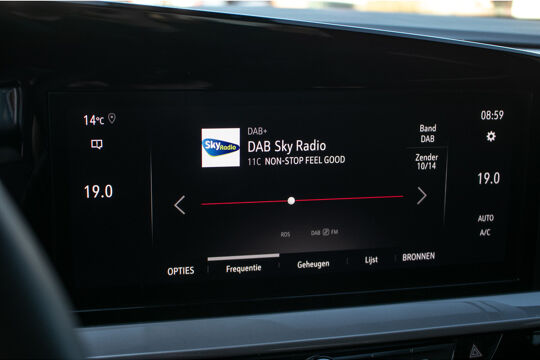 14°C
08:59
Sky Radio
DAB+
DAB Sky Radio
11C NON-STOP FEEL GOOD
Band
DAB
Zender
10/14
19.0
19.0
RDS
DAB FM
AUTO
A/C
OPTIES
Frequentie
Geheugen
Lijst
BRONNEN